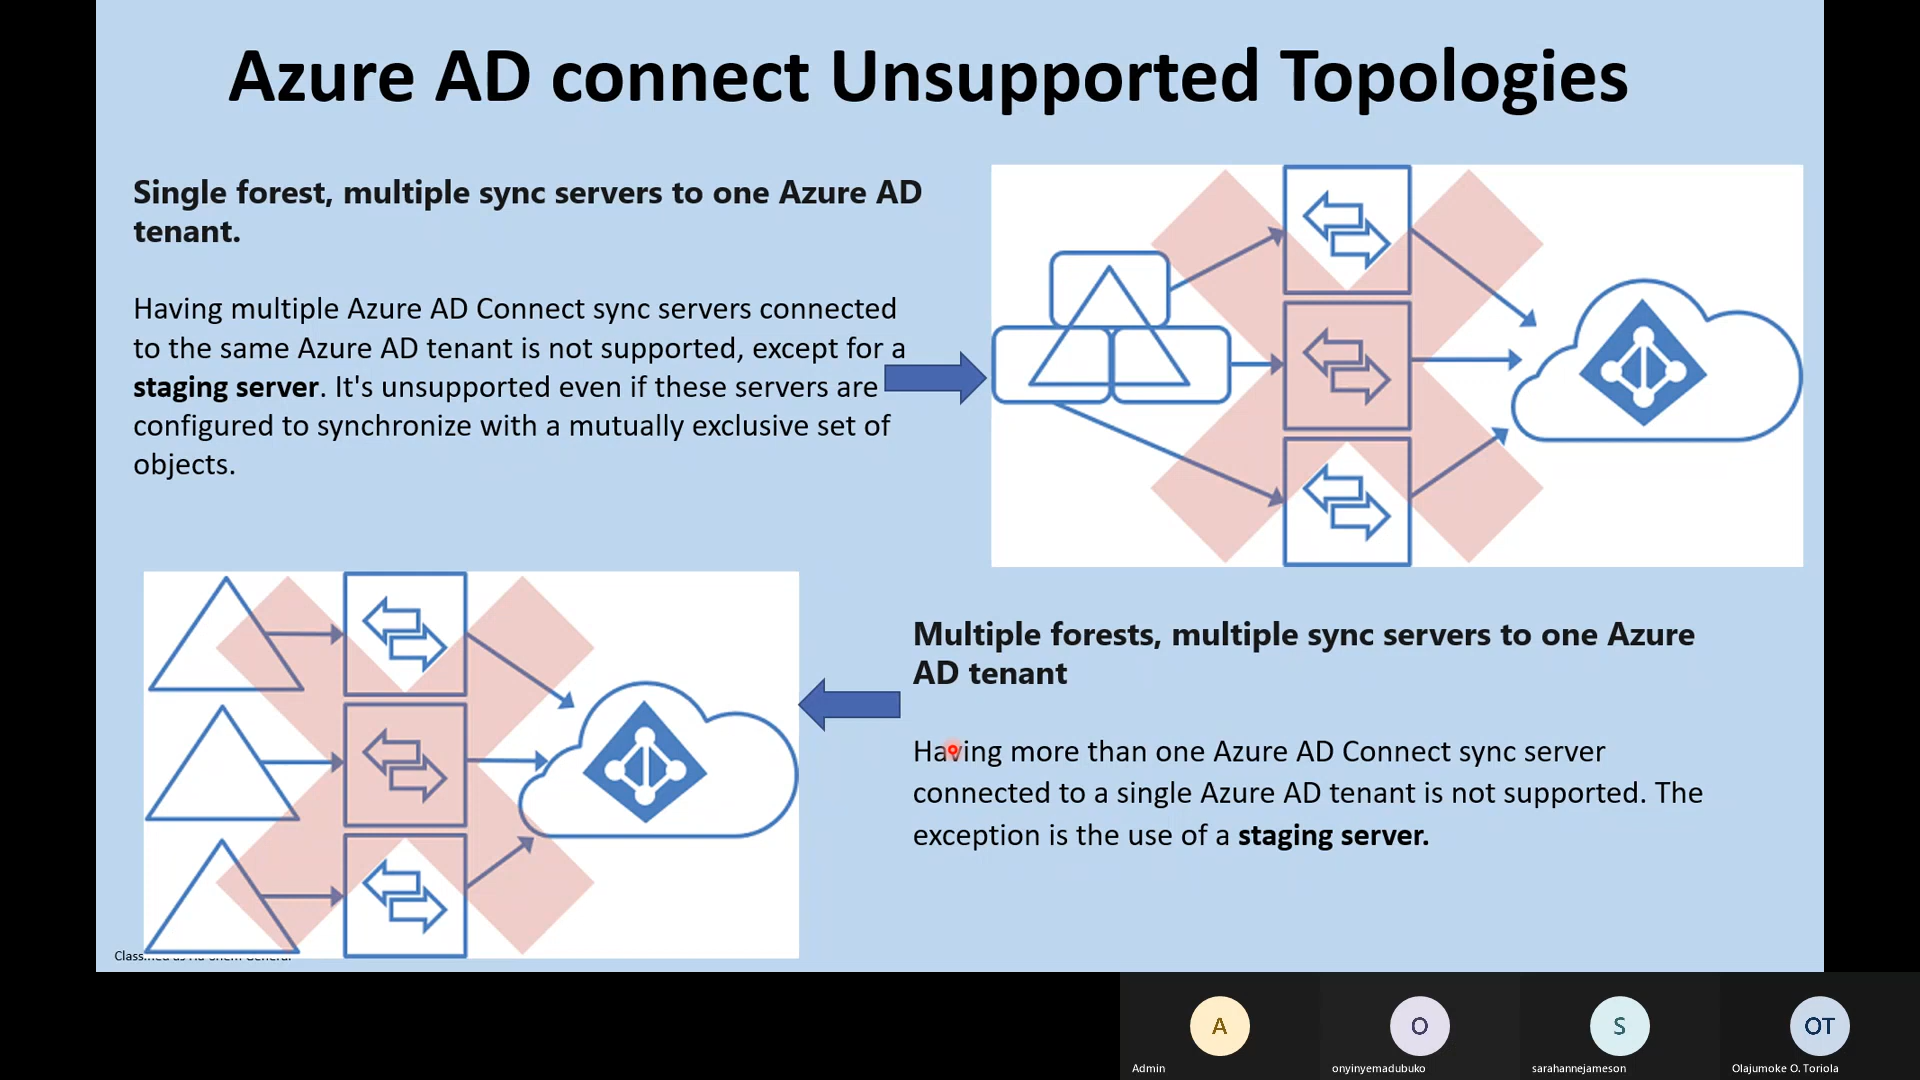 Azure AD connect Unsupported Topologies
Single forest, multiple sync servers to one Azure AD
tenant.
Having multiple Azure AD Connect sync servers connected
to the same Azure AD tenant is not supported, except for a
staging server. It's unsupported even if these servers are
configured to synchronize with a mutually exclusive set of
objects.
Multiple forests, multiple sync servers to one Azure
AD tenant
Having more than one Azure AD Connect sync server
connected to a single Azure AD tenant is not supported. The
exception is the use of a staging server.
A
Admin
O
onyinyemadubuko
S
sarahannejameson
OT
Olajumoke O. Toriola